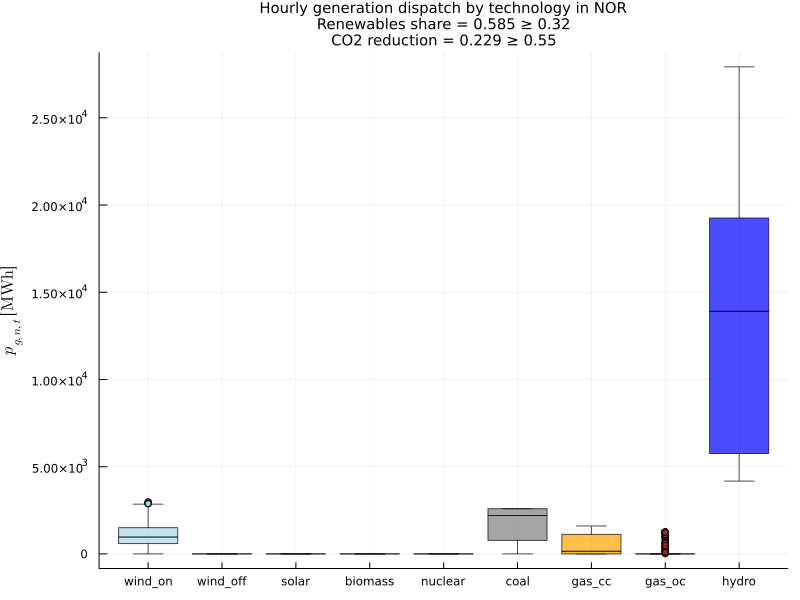 Hourly generation dispatch by technology in NOR
Renewables share = 0.585 ≥ 0.32
CO2 reduction = 0.229 ≥ 0.55
p_{g,n,t} [MWh]
2.50×10⁴
2.00×10⁴
1.50×10⁴
1.00×10⁴
5.00×10³
0
wind_on wind_off solar biomass nuclear coal gas_cc gas_oc hydro